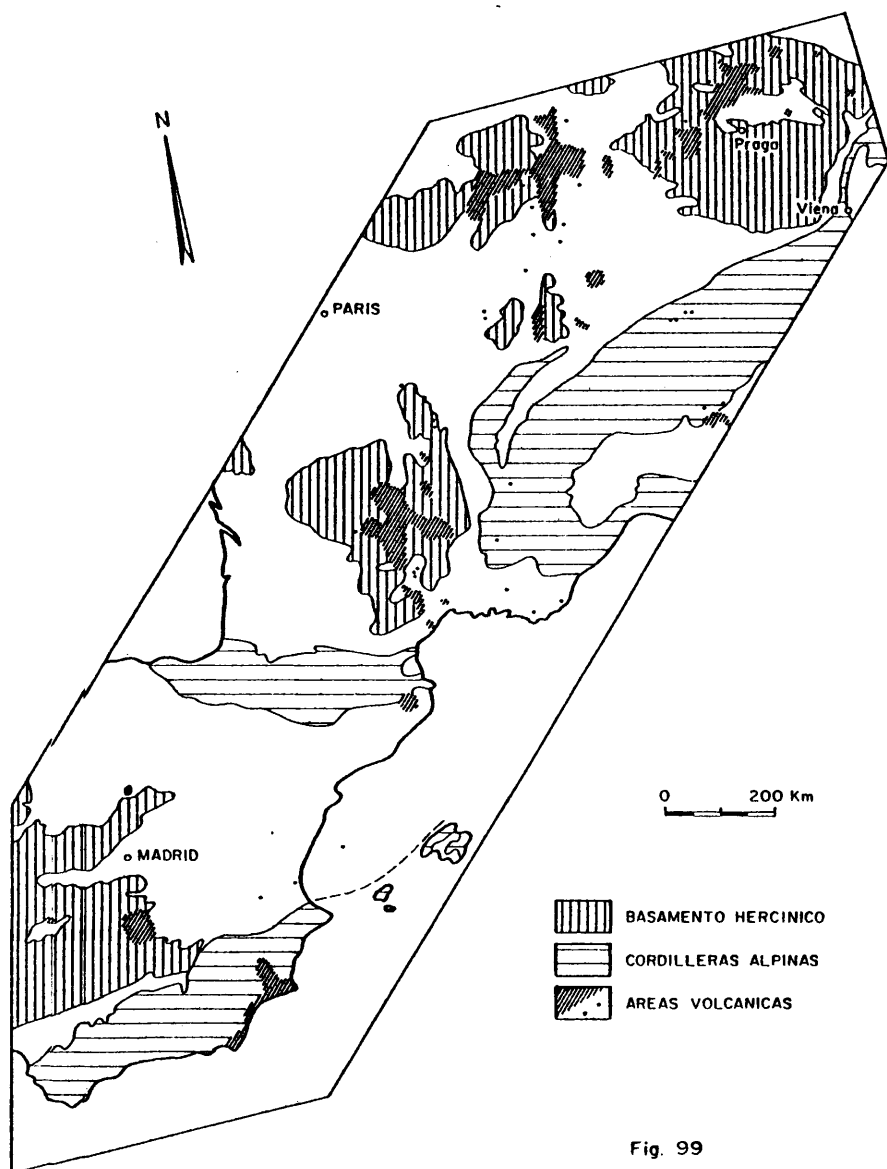 N
Praga
Viena
PARIS
MADRID
0 200 Km
BASAMENTO HERCINICO
CORDILLERAS ALPINAS
AREAS VOLCANICAS
Fig. 99